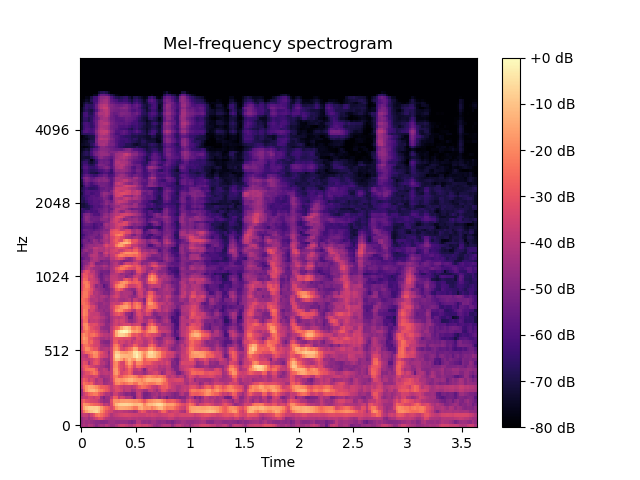 Mel-frequency spectrogram
+0 dB
4096
-10 dB
-20 dB
2048
-30 dB
Hz
1024
-40 dB
-50 dB
512
-60 dB
-70 dB
0
-80 dB
0 0.5 1 1.5 2 2.5 3 3.5
Time